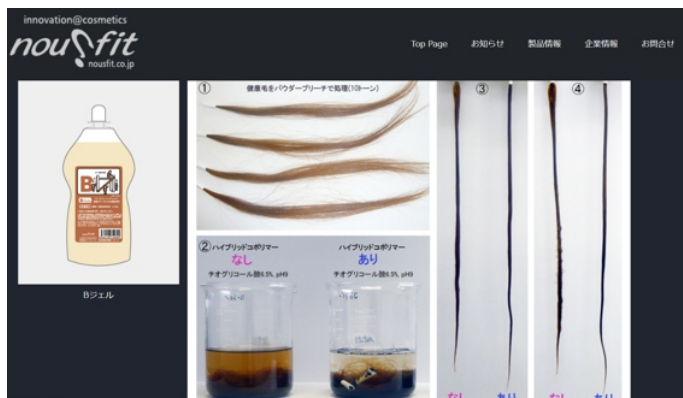 innovation@cosmetics
nousfit
nousfit.co.jp
Top Page
お知らせ
製品情報
企業情報
お問合せ
① 健康毛をパウダーブリーチで処理(10トーン)
③
④
B
Bジェル
② ハイブリッドコポリマー
なし
チオグリコール酸6.5%, pH9
ハイブリッドコポリマー
あり
チオグリコール酸6.5%, pH9
なし
あり
なし
あり